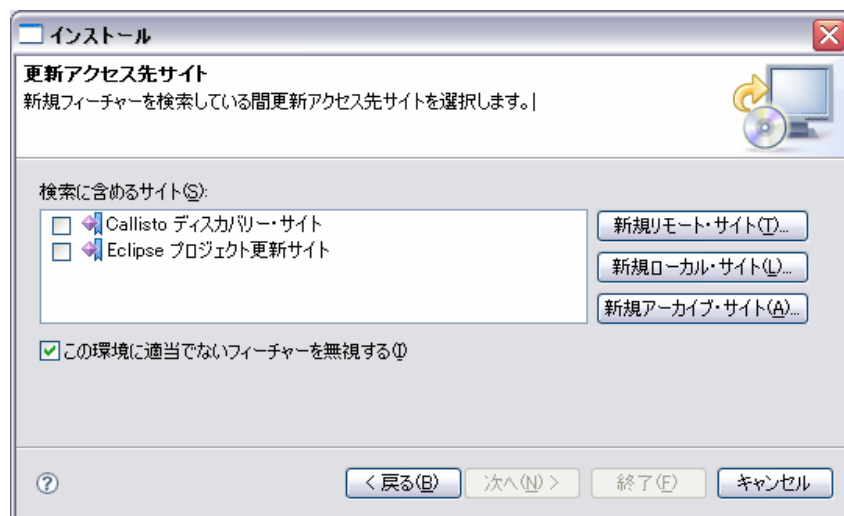 インストール
更新アクセス先サイト
新規フィーチャーを検索している間更新アクセス先サイトを選択します。|
検索に含めるサイト(S):
Callisto ディスカバリー・サイト
Eclipse プロジェクト更新サイト
新規リモート・サイト(T)...
新規ローカル・サイト(L)...
新規アーカイブ・サイト(A)...
この環境に適当でないフィーチャーを無視する(I)
?
< 戻る(B)
次へ(N) >
終了(F)
キャンセル